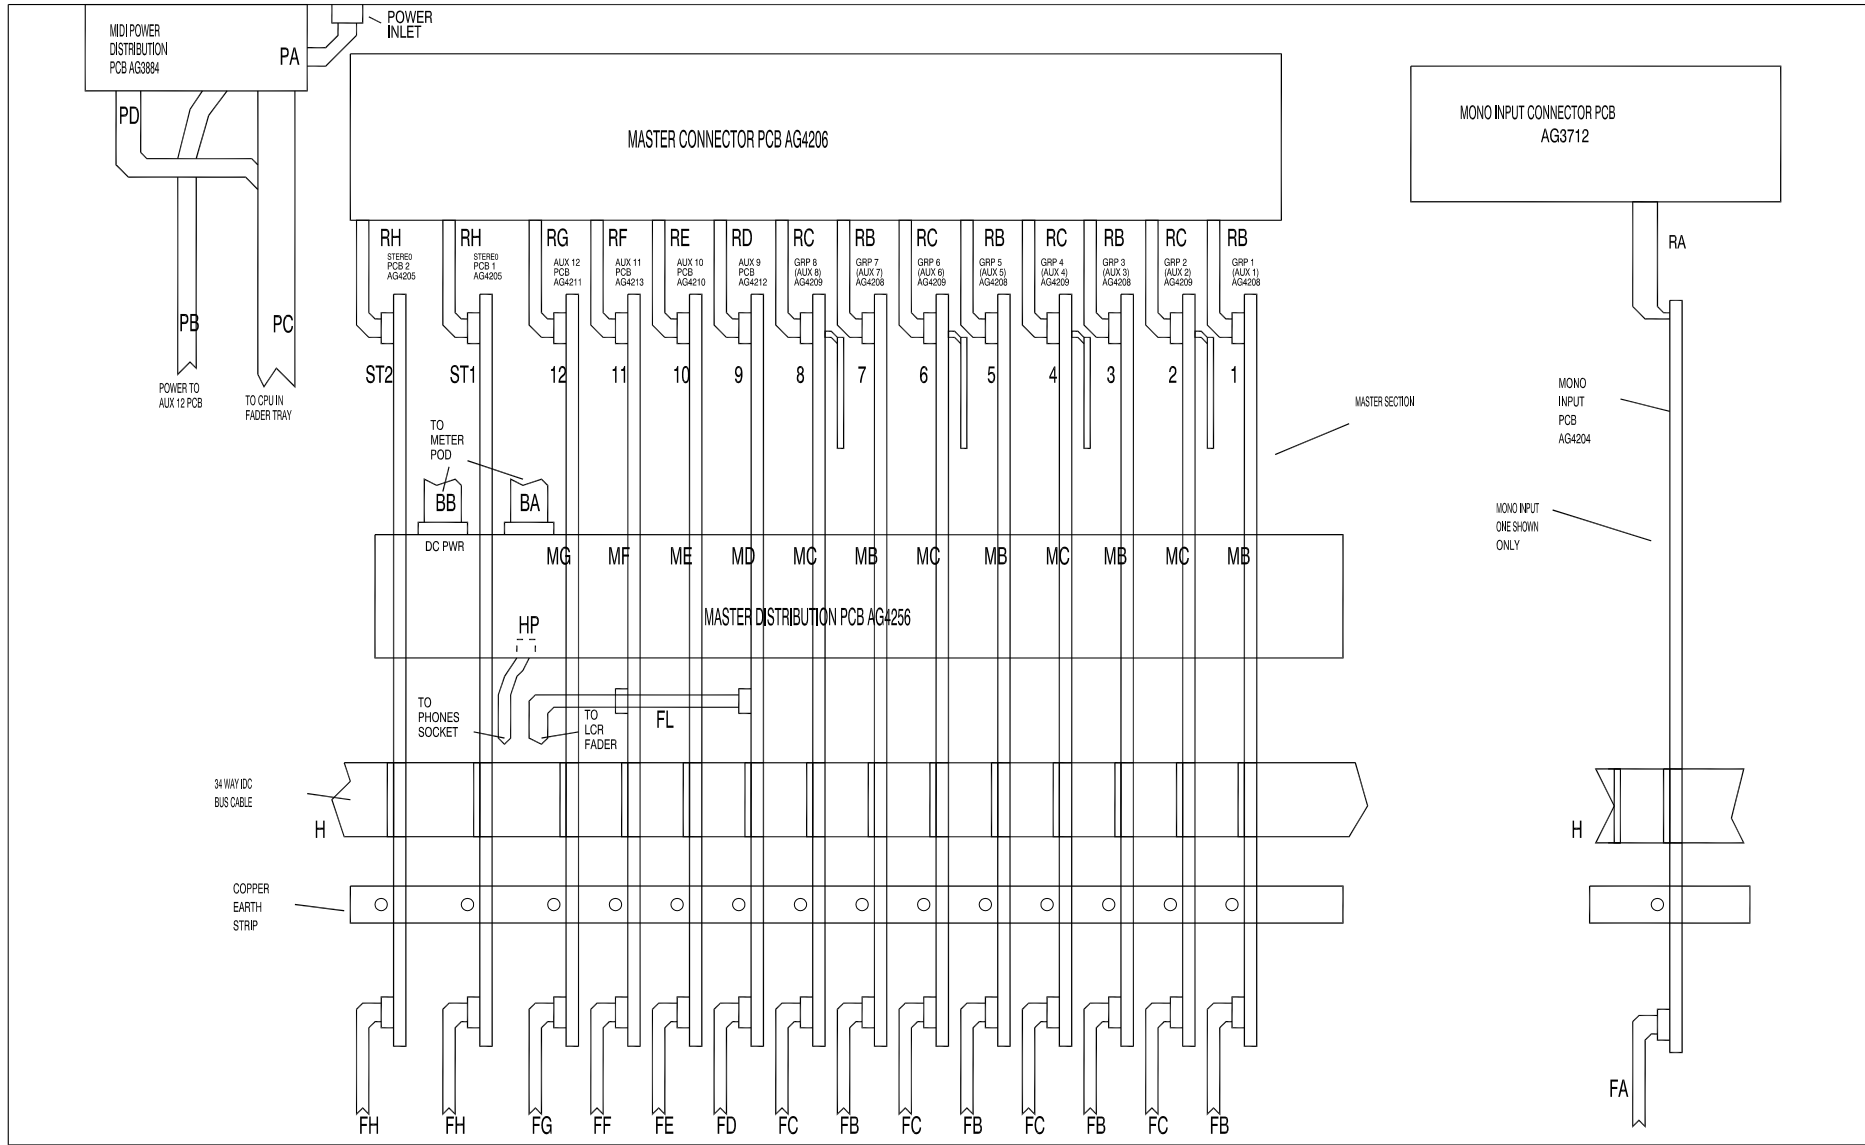 POWER
INLET
MIDI POWER
DISTRIBUTION
PCB AG3884
PA
PD
MASTER CONNECTOR PCB AG4206
MONO INPUT CONNECTOR PCB
AG3712
RH
RH
RG
RF
RE
RD
RC
RB
RC
RB
RC
RB
RC
RB
RA
STEREO
PCB 2
AG4205
STEREO
PCB 1
AG4205
AUX 12
PCB
AG4211
AUX 11
PCB
AG4213
AUX 10
PCB
AG4210
AUX 9
PCB
AG4212
GRP 8
(AUX 8)
AG4209
GRP 7
(AUX 7)
AG4208
GRP 6
(AUX 6)
AG4209
GRP 5
(AUX 5)
AG4208
GRP 4
(AUX 4)
AG4209
GRP 3
(AUX 3)
AG4208
GRP 2
(AUX 2)
AG4209
GRP 1
(AUX 1)
AG4208
PB
PC
ST2
ST1
12
11
10
9
8
7
6
5
4
3
2
1
POWER TO
AUX 12 PCB
TO CPU IN
FADER TRAY
MASTER SECTION
MONO
INPUT
PCB
AG4204
TO
METER
POD
BB
BA
MONO INPUT
ONE SHOWN
ONLY
DC PWR
MG
MF
ME
MD
MC
MB
MC
MB
MC
MB
MC
MB
MASTER DISTRIBUTION PCB AG4256
HP
TO
PHONES
SOCKET
TO
LCR
FADER
FL
34 WAY IDC
BUS CABLE
H
H
COPPER
EARTH
STRIP
FA
FH
FH
FG
FF
FE
FD
FC
FB
FC
FB
FC
FB
FC
FB